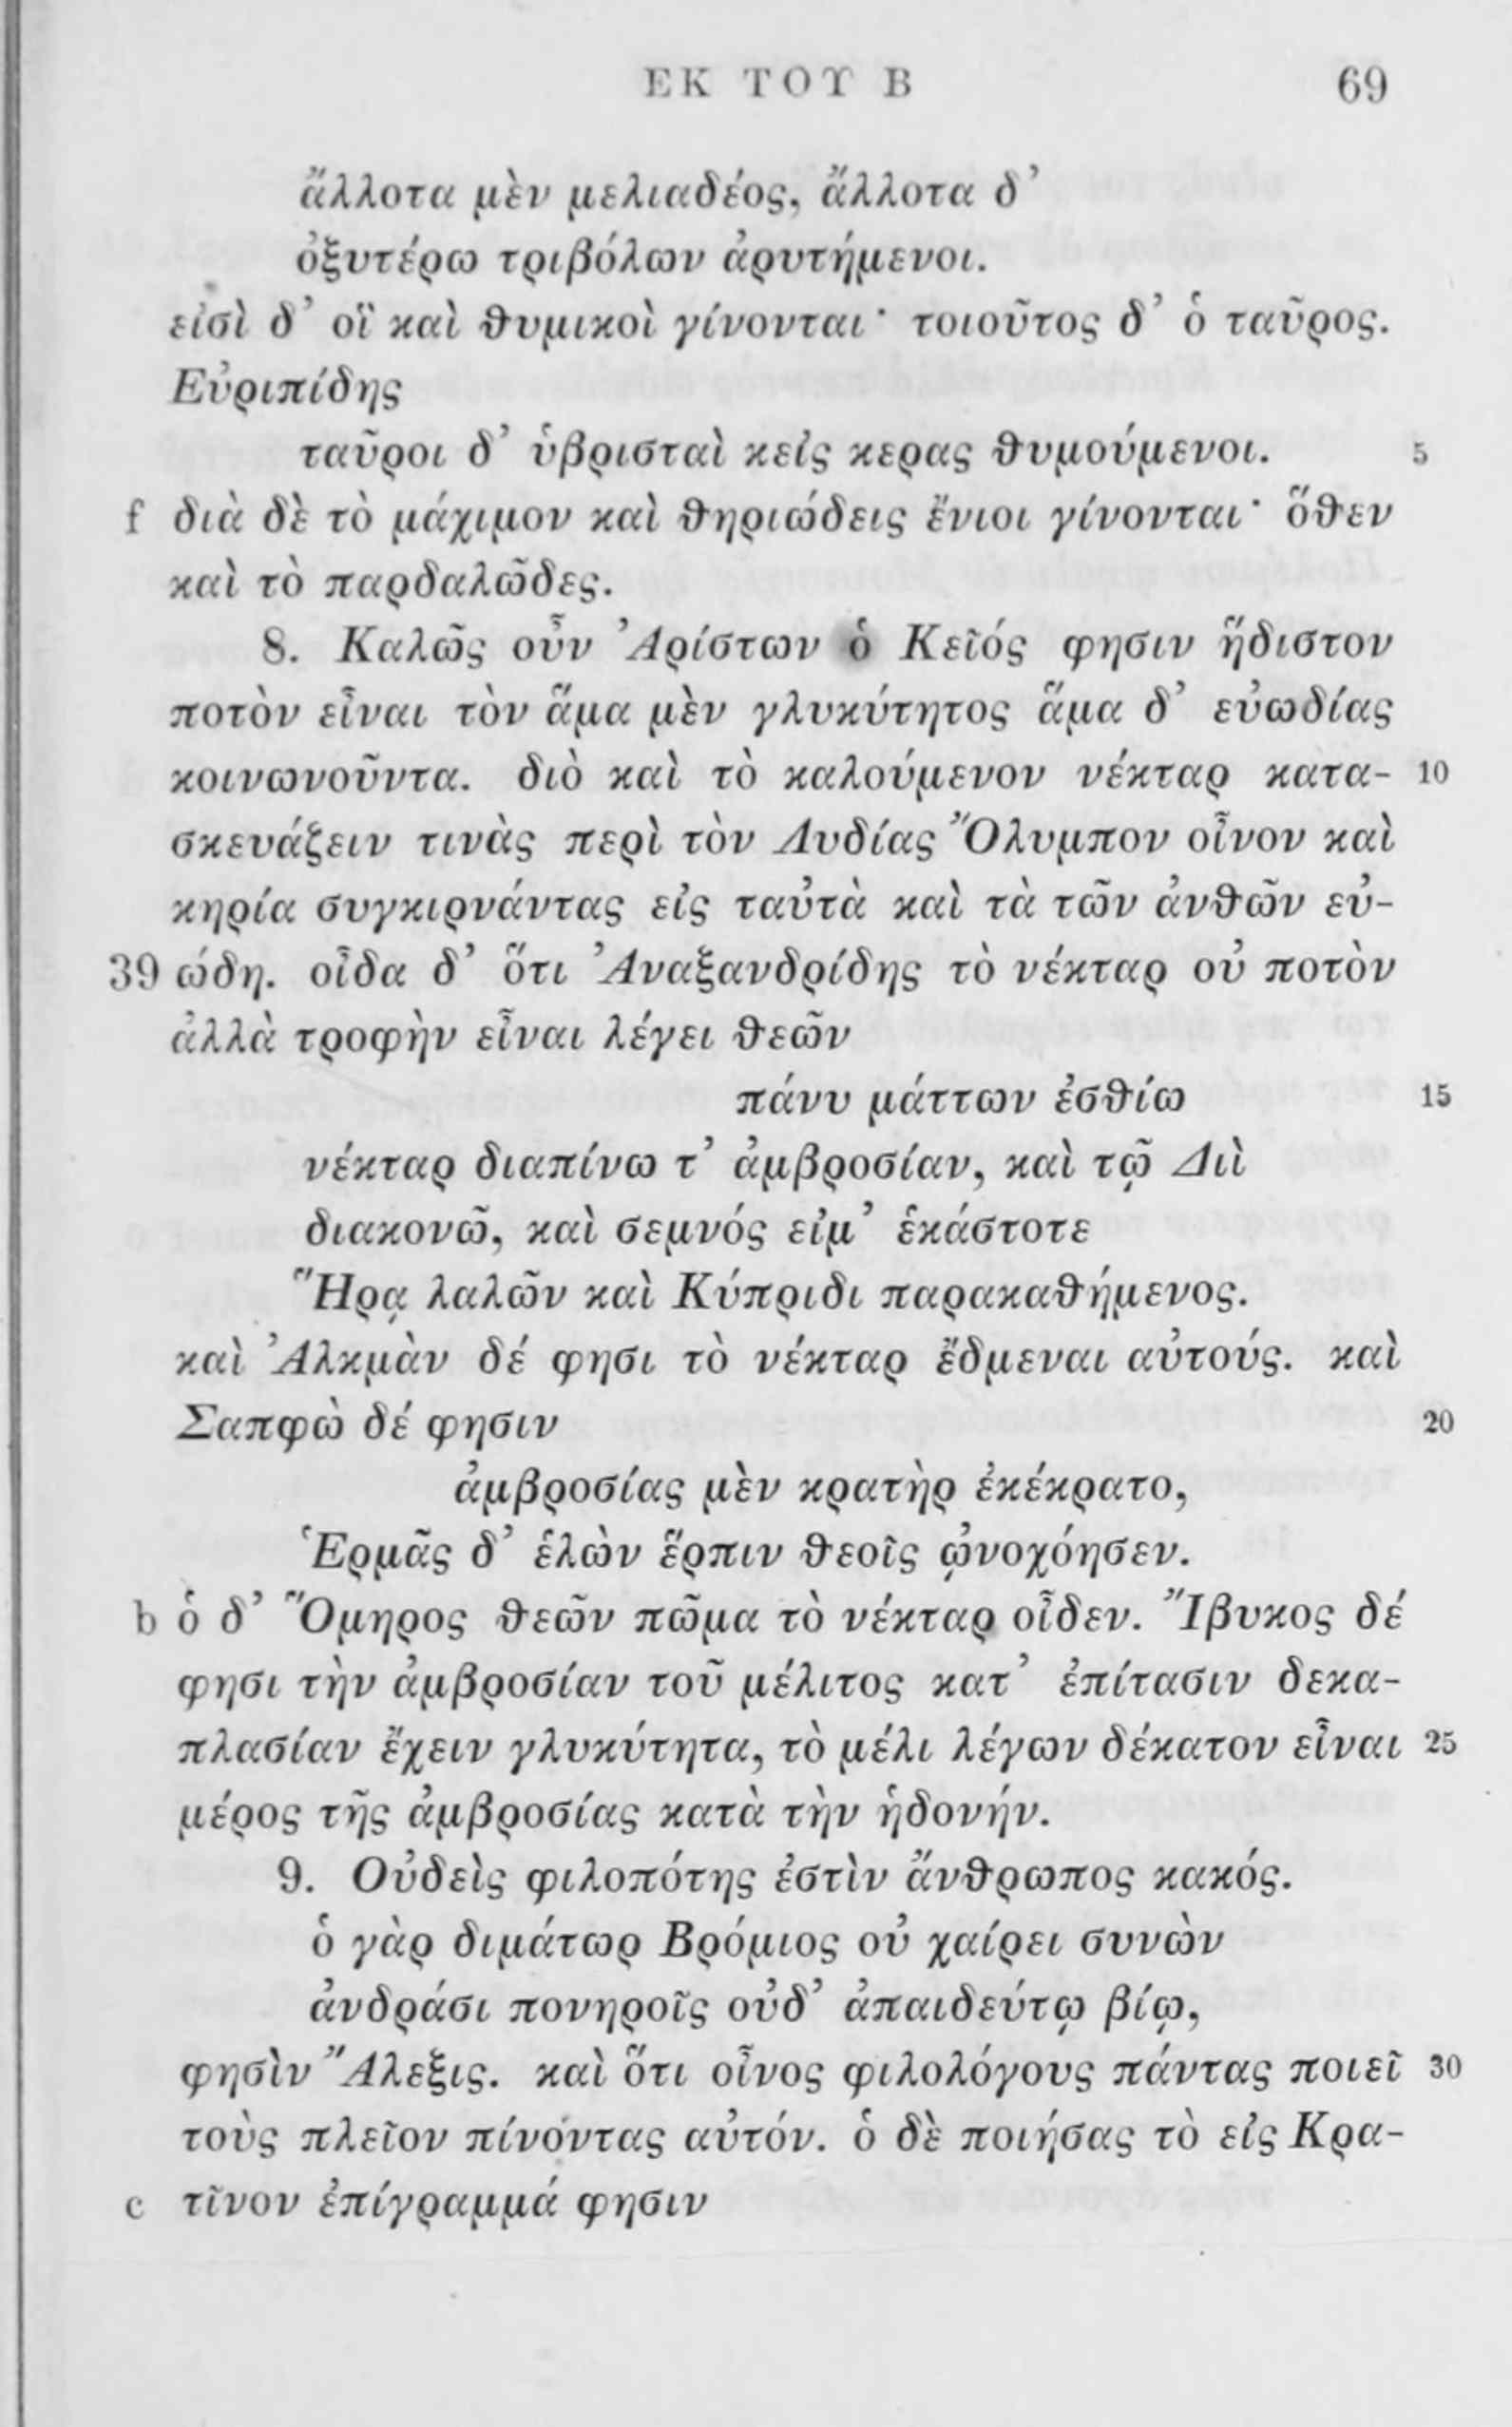 ΕΚ ΤΟΥ Β 69
ἄλλοτα μὲν μελιαδέος, ἄλλοτα δ’
ὀξυτέρω τριβόλων ἀρυτήμενοι.
εἰσὶ δ’ οἳ καὶ θυμικοὶ γίνονται· τοιοῦτος δ’ ὁ ταῦρος.
Εὐριπίδης
ταῦροι δ’ ὑβρισταὶ κεἰς κερας θυμούμενοι. 5
f διὰ δὲ τὸ μάχιμον καὶ θηριώδεις ἔνιοι γίνονται· ὅθεν
καὶ τὸ παρδαλῶδες.
8. Καλῶς οὖν Ἀρίστων ὁ Κεῖός φησιν ἥδιστον
ποτὸν εἶναι τὸν ἅμα μὲν γλυκύτητος ἅμα δ’ εὐωδίας
κοινωνοῦντα. διὸ καὶ τὸ καλούμενον νέκταρ κατα- 10
σκευάζειν τινὰς περὶ τὸν Λυδίας Ὄλυμπον οἶνον καὶ
κηρία συγκιρνάντας εἰς ταὐτὰ καὶ τὰ τῶν ἀνθῶν εὐ-
39 ώδη. οἶδα δ’ ὅτι Ἀναξανδρίδης τὸ νέκταρ οὐ ποτὸν
ἀλλὰ τροφὴν εἶναι λέγει θεῶν
πάνυ μάττων ἐσθίω 15
νέκταρ διαπίνω τ’ ἀμβροσίαν, καὶ τῷ Διὶ
διακονῶ, καὶ σεμνός εἰμ’ ἑκάστοτε
Ἥρᾳ λαλῶν καὶ Κύπριδι παρακαθήμενος.
καὶ Ἀλκμὰν δέ φησι τὸ νέκταρ ἔδμεναι αὐτούς. καὶ
Σαπφὼ δέ φησιν 20
ἀμβροσίας μὲν κρατὴρ ἐκέκρατο,
Ἑρμᾶς δ’ ἑλὼν ἕρπιν θεοῖς ᾠνοχόησεν.
b ὁ δ’ Ὅμηρος θεῶν πῶμα τὸ νέκταρ οἶδεν. Ἴβυκος δέ
φησι τὴν ἀμβροσίαν τοῦ μέλιτος κατ’ ἐπίτασιν δεκα-
πλασίαν ἔχειν γλυκύτητα, τὸ μέλι λέγων δέκατον εἶναι 25
μέρος τῆς ἀμβροσίας κατὰ τὴν ἡδονήν.
9. Οὐδεὶς φιλοπότης ἐστὶν ἄνθρωπος κακός.
ὁ γὰρ διμάτωρ Βρόμιος οὐ χαίρει συνὼν
ἀνδράσι πονηροῖς οὐδ’ ἀπαιδεύτῳ βίῳ,
φησὶν Ἄλεξις. καὶ ὅτι οἶνος φιλολόγους πάντας ποιεῖ 30
τοὺς πλεῖον πίνοντας αὐτόν. ὁ δὲ ποιήσας τὸ εἰς Κρα-
c τῖνον ἐπίγραμμά φησιν